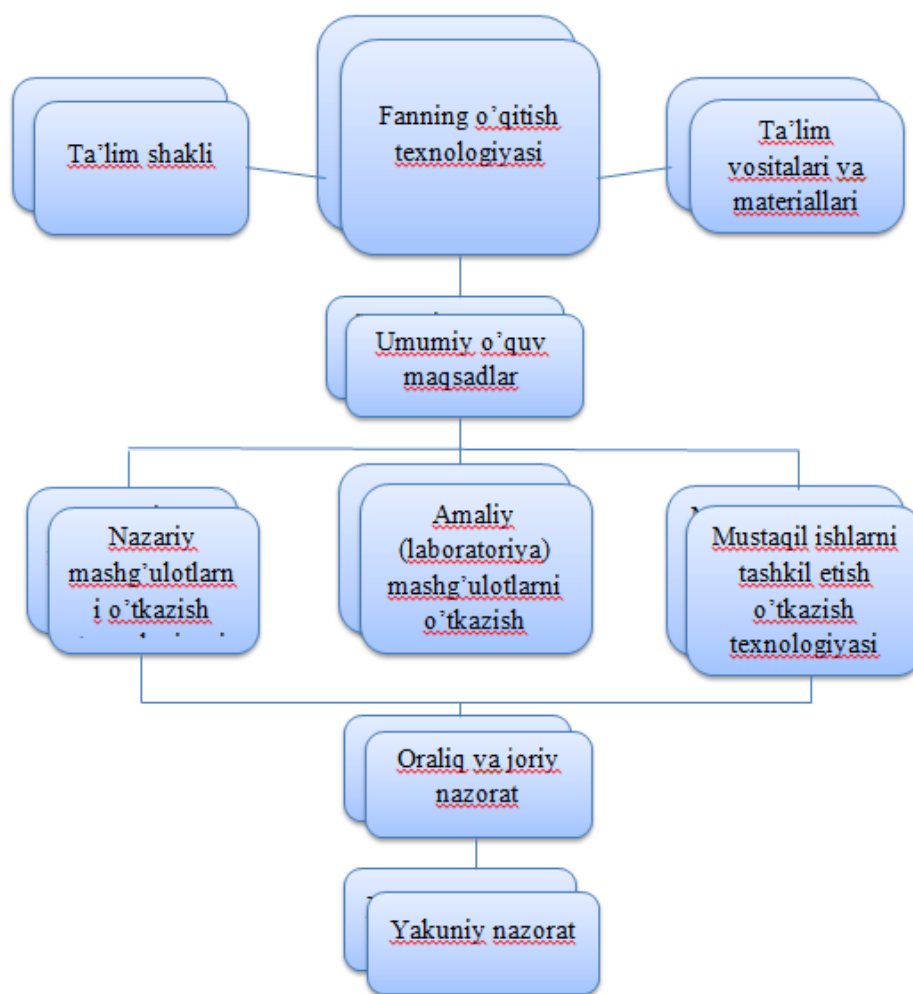 Fanning o’qitish
texnologiyasi
Ta’lim shakli
Ta’lim
vositalari va
materiallari
Umumiy o’quv
maqsadlar
Nazariy
mashg’ulotlarn
i o’tkazish
Amaliy
(laboratoriya)
mashg’ulotlarni
o’tkazish
Mustaqil ishlarni
tashkil etish
o’tkazish
texnologiyasi
Oraliq va joriy
nazorat
Yakuniy nazorat